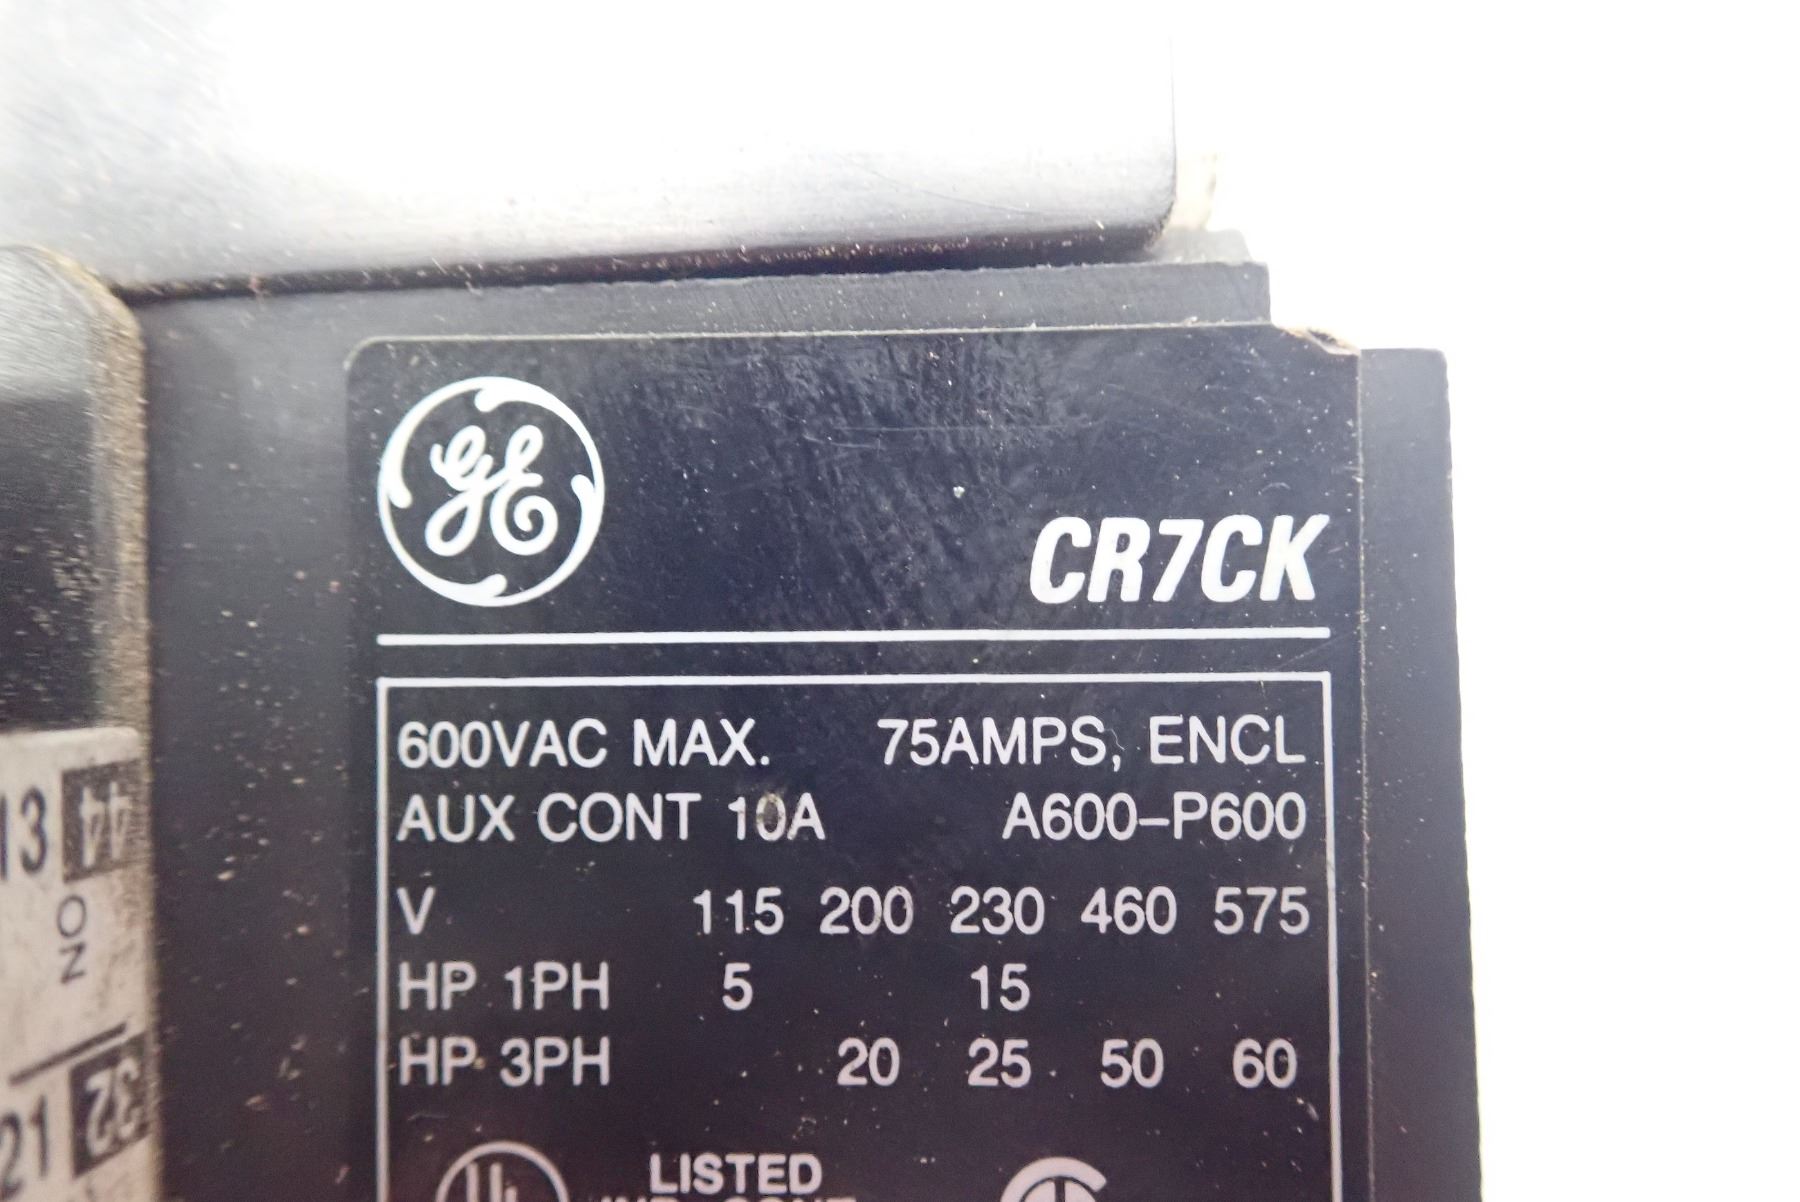 GE
CR7CK
600VAC MAX. 75AMPS, ENCL
AUX CONT 10A A600-P600
V 115 200 230 460 575
HP 1PH 5 15
HP 3PH 20 25 50 60
UL LISTED
13 44
NO
21 32